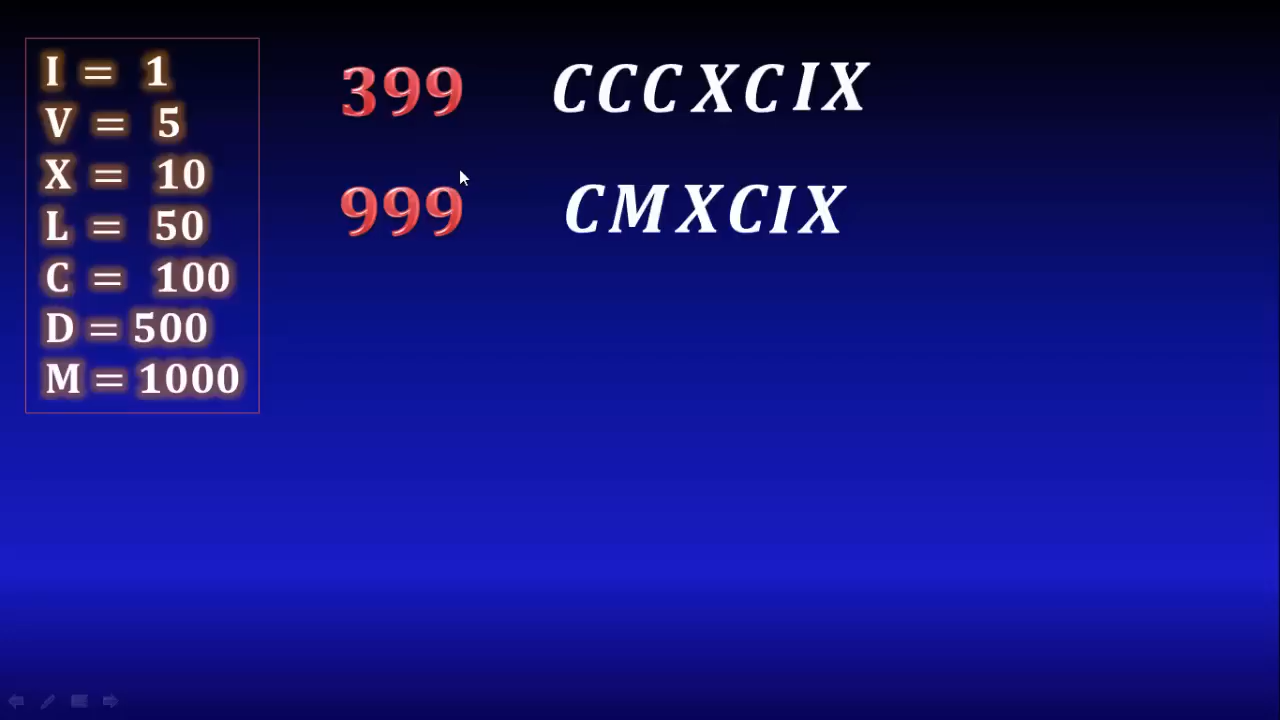 I = 1
V = 5
X = 10
L = 50
C = 100
D = 500
M = 1000
399 CCCXCIX
999 CMXCIX